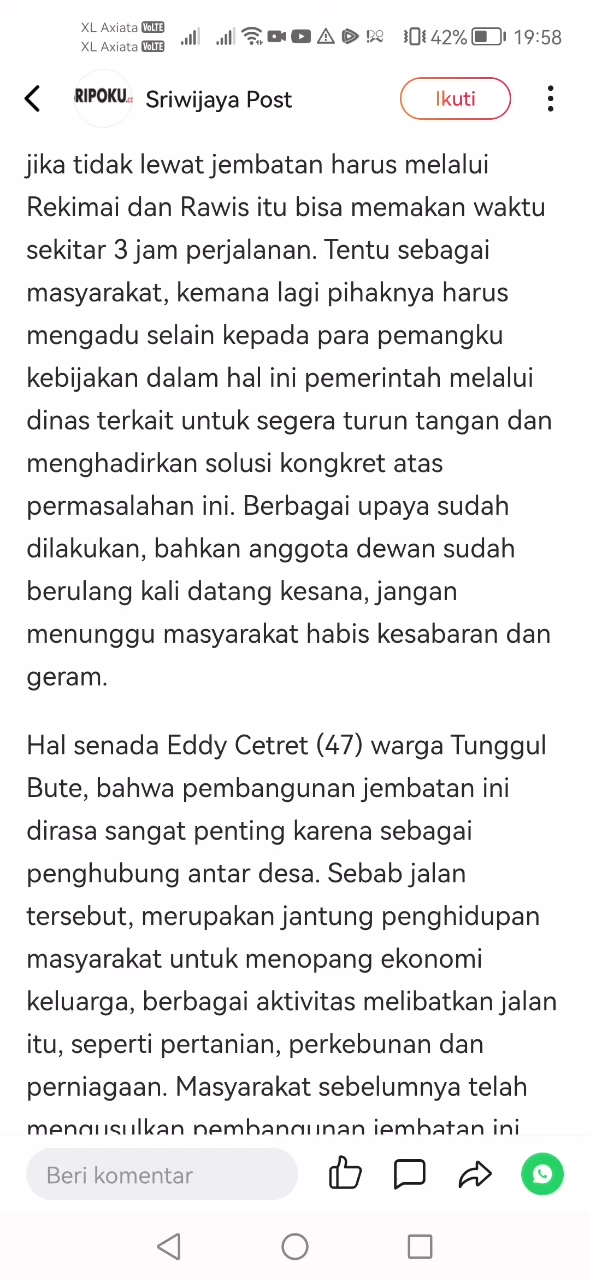 XL Axiata VoLTE
XL Axiata VoLTE
42% 19:58
RIPOKU.cc Sriwijaya Post Ikuti
jika tidak lewat jembatan harus melalui
Rekimai dan Rawis itu bisa memakan waktu
sekitar 3 jam perjalanan. Tentu sebagai
masyarakat, kemana lagi pihaknya harus
mengadu selain kepada para pemangku
kebijakan dalam hal ini pemerintah melalui
dinas terkait untuk segera turun tangan dan
menghadirkan solusi kongkret atas
permasalahan ini. Berbagai upaya sudah
dilakukan, bahkan anggota dewan sudah
berulang kali datang kesana, jangan
menunggu masyarakat habis kesabaran dan
geram.
Hal senada Eddy Cetret (47) warga Tunggul
Bute, bahwa pembangunan jembatan ini
dirasa sangat penting karena sebagai
penghubung antar desa. Sebab jalan
tersebut, merupakan jantung penghidupan
masyarakat untuk menopang ekonomi
keluarga, berbagai aktivitas melibatkan jalan
itu, seperti pertanian, perkebunan dan
perniagaan. Masyarakat sebelumnya telah
mengusulkan pembangunan jembatan ini
Beri komentar